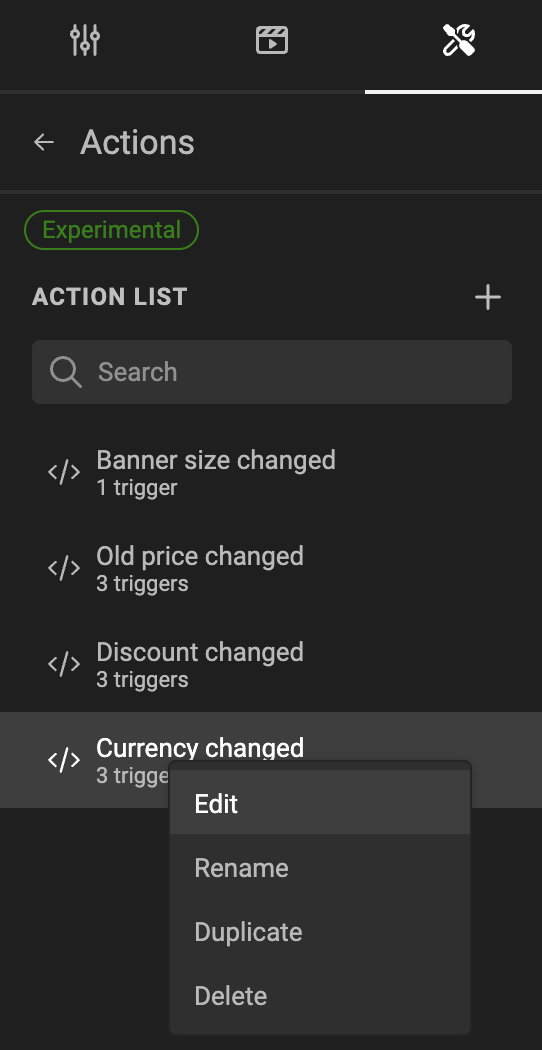 Actions
Experimental
ACTION LIST
Search
Banner size changed
1 trigger
Old price changed
3 triggers
Discount changed
3 triggers
Currency changed
3 trigge
Edit
Rename
Duplicate
Delete